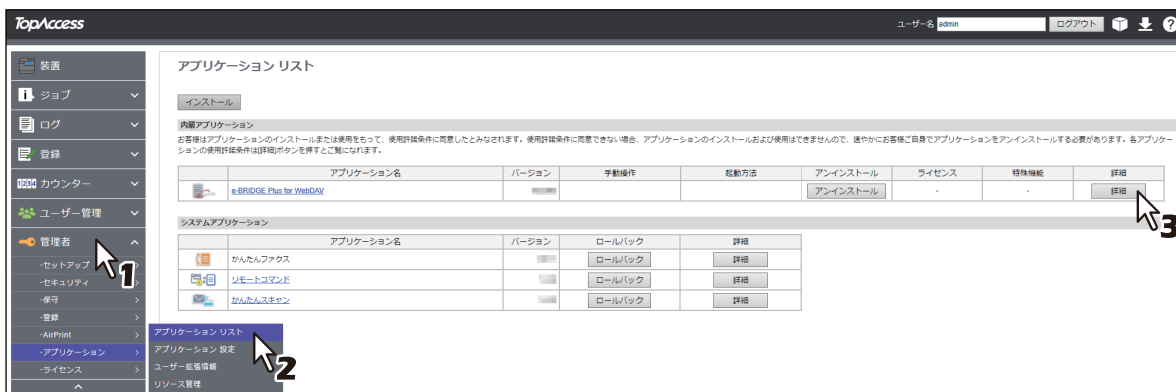 TopAccess
ユーザー名 admin ログアウト
装置
ジョブ
ログ
登録
1234 カウンター
ユーザー管理
管理者
-セットアップ
-セキュリティ
-保守
-登録
-AirPrint
-アプリケーション
-ライセンス
1
アプリケーション リスト
アプリケーション 設定
ユーザー拡張情報
リソース管理
2
アプリケーション リスト
インストール
内蔵アプリケーション
お客様はアプリケーションのインストールまたは使用をもって、使用許諾条件に同意したとみなされます。使用許諾条件に同意できない場合、アプリケーションのインストールおよび使用はできませんので、速やかにお客様ご自身でアプリケーションをアンインストールする必要があります。各アプリケー
ションの使用許諾条件は[詳細]ボタンを押すとご覧になれます。
アプリケーション名 バージョン 手動操作 起動方法 アンインストール ライセンス 特殊機能 詳細
e-BRIDGE Plus for WebDAV アンインストール - - 詳細
3
システムアプリケーション
アプリケーション名 バージョン ロールバック 詳細
かんたんファクス ロールバック 詳細
リモートコマンド ロールバック 詳細
かんたんスキャン ロールバック 詳細